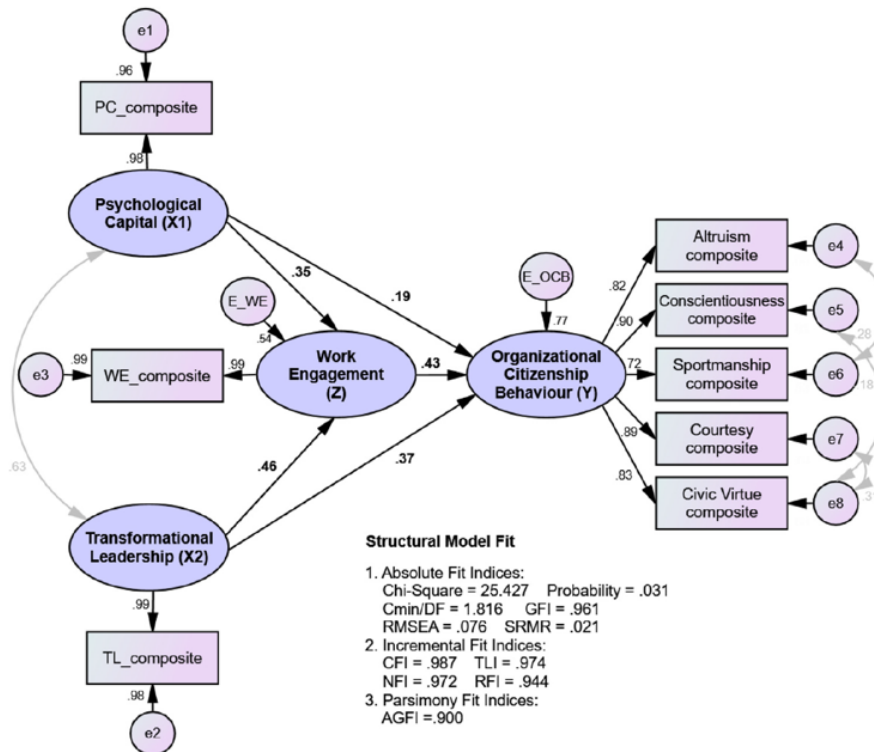 e1
.96
PC_composite
.98
Psychological
Capital (X1)
.35
.19
E_WE
.54
e3
.99
WE_composite
.99
Work
Engagement
(Z)
.43
E_OCB
.77
Organizational
Citizenship
Behaviour (Y)
.63
.46
.37
Transformational
Leadership (X2)
.99
TL_composite
.98
e2
.82
Altruism
composite
e4
.90
Conscientiousness
composite
e5
.28
.72
Sportmanship
composite
e6
.18
.89
Courtesy
composite
e7
.83
Civic Virtue
composite
e8
Structural Model Fit
1. Absolute Fit Indices:
Chi-Square = 25.427 Probability = .031
Cmin/DF = 1.816 GFI = .961
RMSEA = .076 SRMR = .021
2. Incremental Fit Indices:
CFI = .987 TLI = .974
NFI = .972 RFI = .944
3. Parsimony Fit Indices:
AGFI =.900